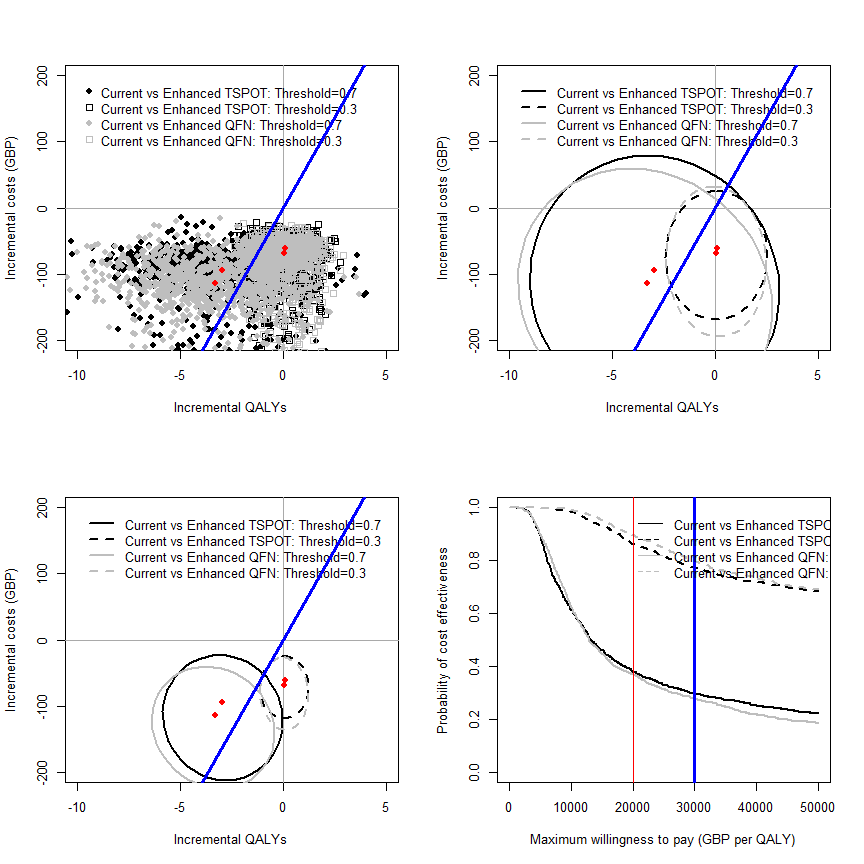 Incremental costs (GBP)
200
100
0
-100
-200
Current vs Enhanced TSPOT: Threshold=0.7
Current vs Enhanced TSPOT: Threshold=0.3
Current vs Enhanced QFN: Threshold=0.7
Current vs Enhanced QFN: Threshold=0.3
-10 -5 0 5
Incremental QALYs
Incremental costs (GBP)
200
100
0
-100
-200
Current vs Enhanced TSPOT: Threshold=0.7
Current vs Enhanced TSPOT: Threshold=0.3
Current vs Enhanced QFN: Threshold=0.7
Current vs Enhanced QFN: Threshold=0.3
-10 -5 0 5
Incremental QALYs
Incremental costs (GBP)
200
100
0
-100
-200
Current vs Enhanced TSPOT: Threshold=0.7
Current vs Enhanced TSPOT: Threshold=0.3
Current vs Enhanced QFN: Threshold=0.7
Current vs Enhanced QFN: Threshold=0.3
-10 -5 0 5
Incremental QALYs
Probability of cost effectiveness
1.0
0.8
0.6
0.4
0.2
0.0
Current vs Enhanced TSPO
Current vs Enhanced TSPO
Current vs Enhanced QFN:
Current vs Enhanced QFN:
0 10000 20000 30000 40000 50000
Maximum willingness to pay (GBP per QALY)